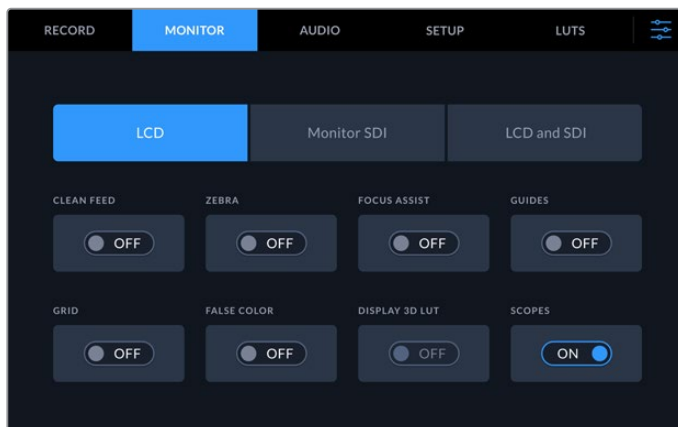 RECORD MONITOR AUDIO SETUP LUTS
LCD Monitor SDI LCD and SDI
CLEAN FEED ZEBRA FOCUS ASSIST GUIDES
OFF OFF OFF OFF
GRID FALSE COLOR DISPLAY 3D LUT SCOPES
OFF OFF OFF ON